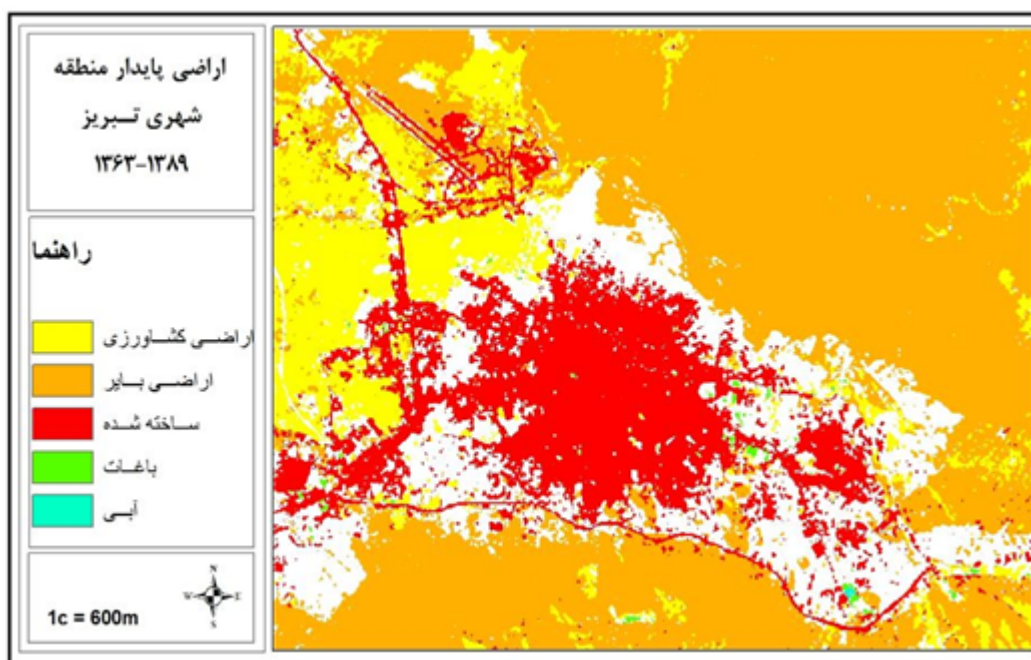 اراضی پایدار منطقه
شهری تبریز
۱۳۶۳-۱۳۸۹
راهنما
اراضی کشاورزی
اراضی بایر
ساخته شده
باغات
آبی
N
W E
S
1c = 600m